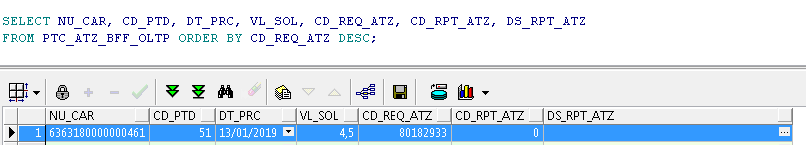 SELECT NU_CAR, CD_PTD, DT_PRC, VL_SOL, CD_REQ_ATZ, CD_RPT_ATZ, DS_RPT_ATZ
FROM PTC_ATZ_BFF_OLTP ORDER BY CD_REQ_ATZ DESC;
NU_CAR CD_PTD DT_PRC VL_SOL CD_REQ_ATZ CD_RPT_ATZ DS_RPT_ATZ
1 6363180000000461 51 13/01/2019 4,5 80182933 0 ...